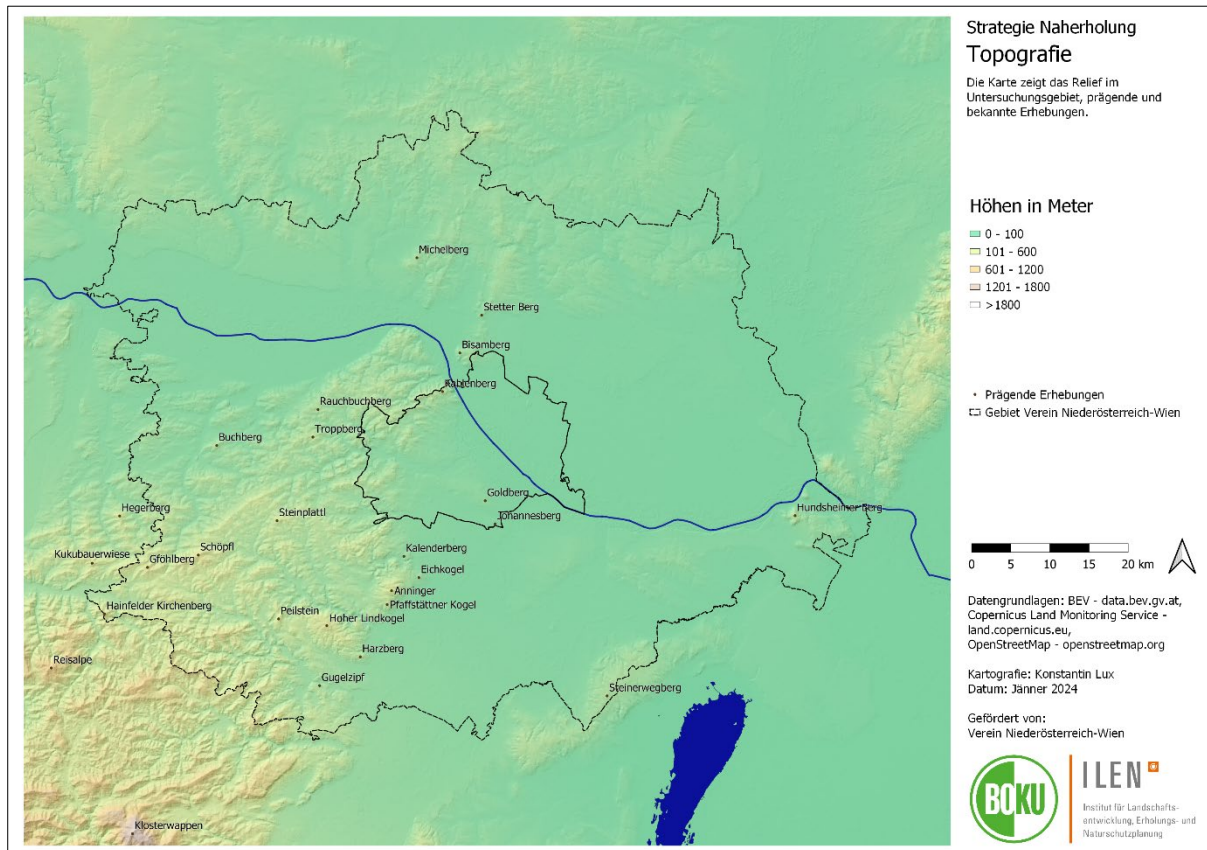 Strategie Naherholung
Topografie
Die Karte zeigt das Relief im
Untersuchungsgebiet, prägende und
bekannte Erhebungen.
Höhen in Meter
0 - 100
101 - 600
601 - 1200
1201 - 1800
>1800
Prägende Erhebungen
Gebiet Verein Niederösterreich-Wien
0 5 10 15 20 km
Datengrundlagen: BEV - data.bev.gv.at,
Copernicus Land Monitoring Service -
land.copernicus.eu,
OpenStreetMap - openstreetmap.org
Kartografie: Konstantin Lux
Datum: Jänner 2024
Gefördert von:
Verein Niederösterreich-Wien
BOKU
ILEN
Institut für Landschafts-
entwicklung, Erholungs- und
Naturschutzplanung
Michelberg
Stetter Berg
Bisamberg
Kahlenberg
Rauchbuchberg
Troppberg
Buchberg
Goldberg
Johannesberg
Hundsheimer Berg
Hegerberg
Steinplattl
Kukubauerwiese
Schöpfl
Gföhlberg
Kalenderberg
Eichkogel
Anninger
Pfaffstättner Kogel
Hainfelder Kirchenberg
Peilstein
Hoher Lindkogel
Harzberg
Reisalpe
Gugelzipf
Steinerwegberg
Klosterwappen